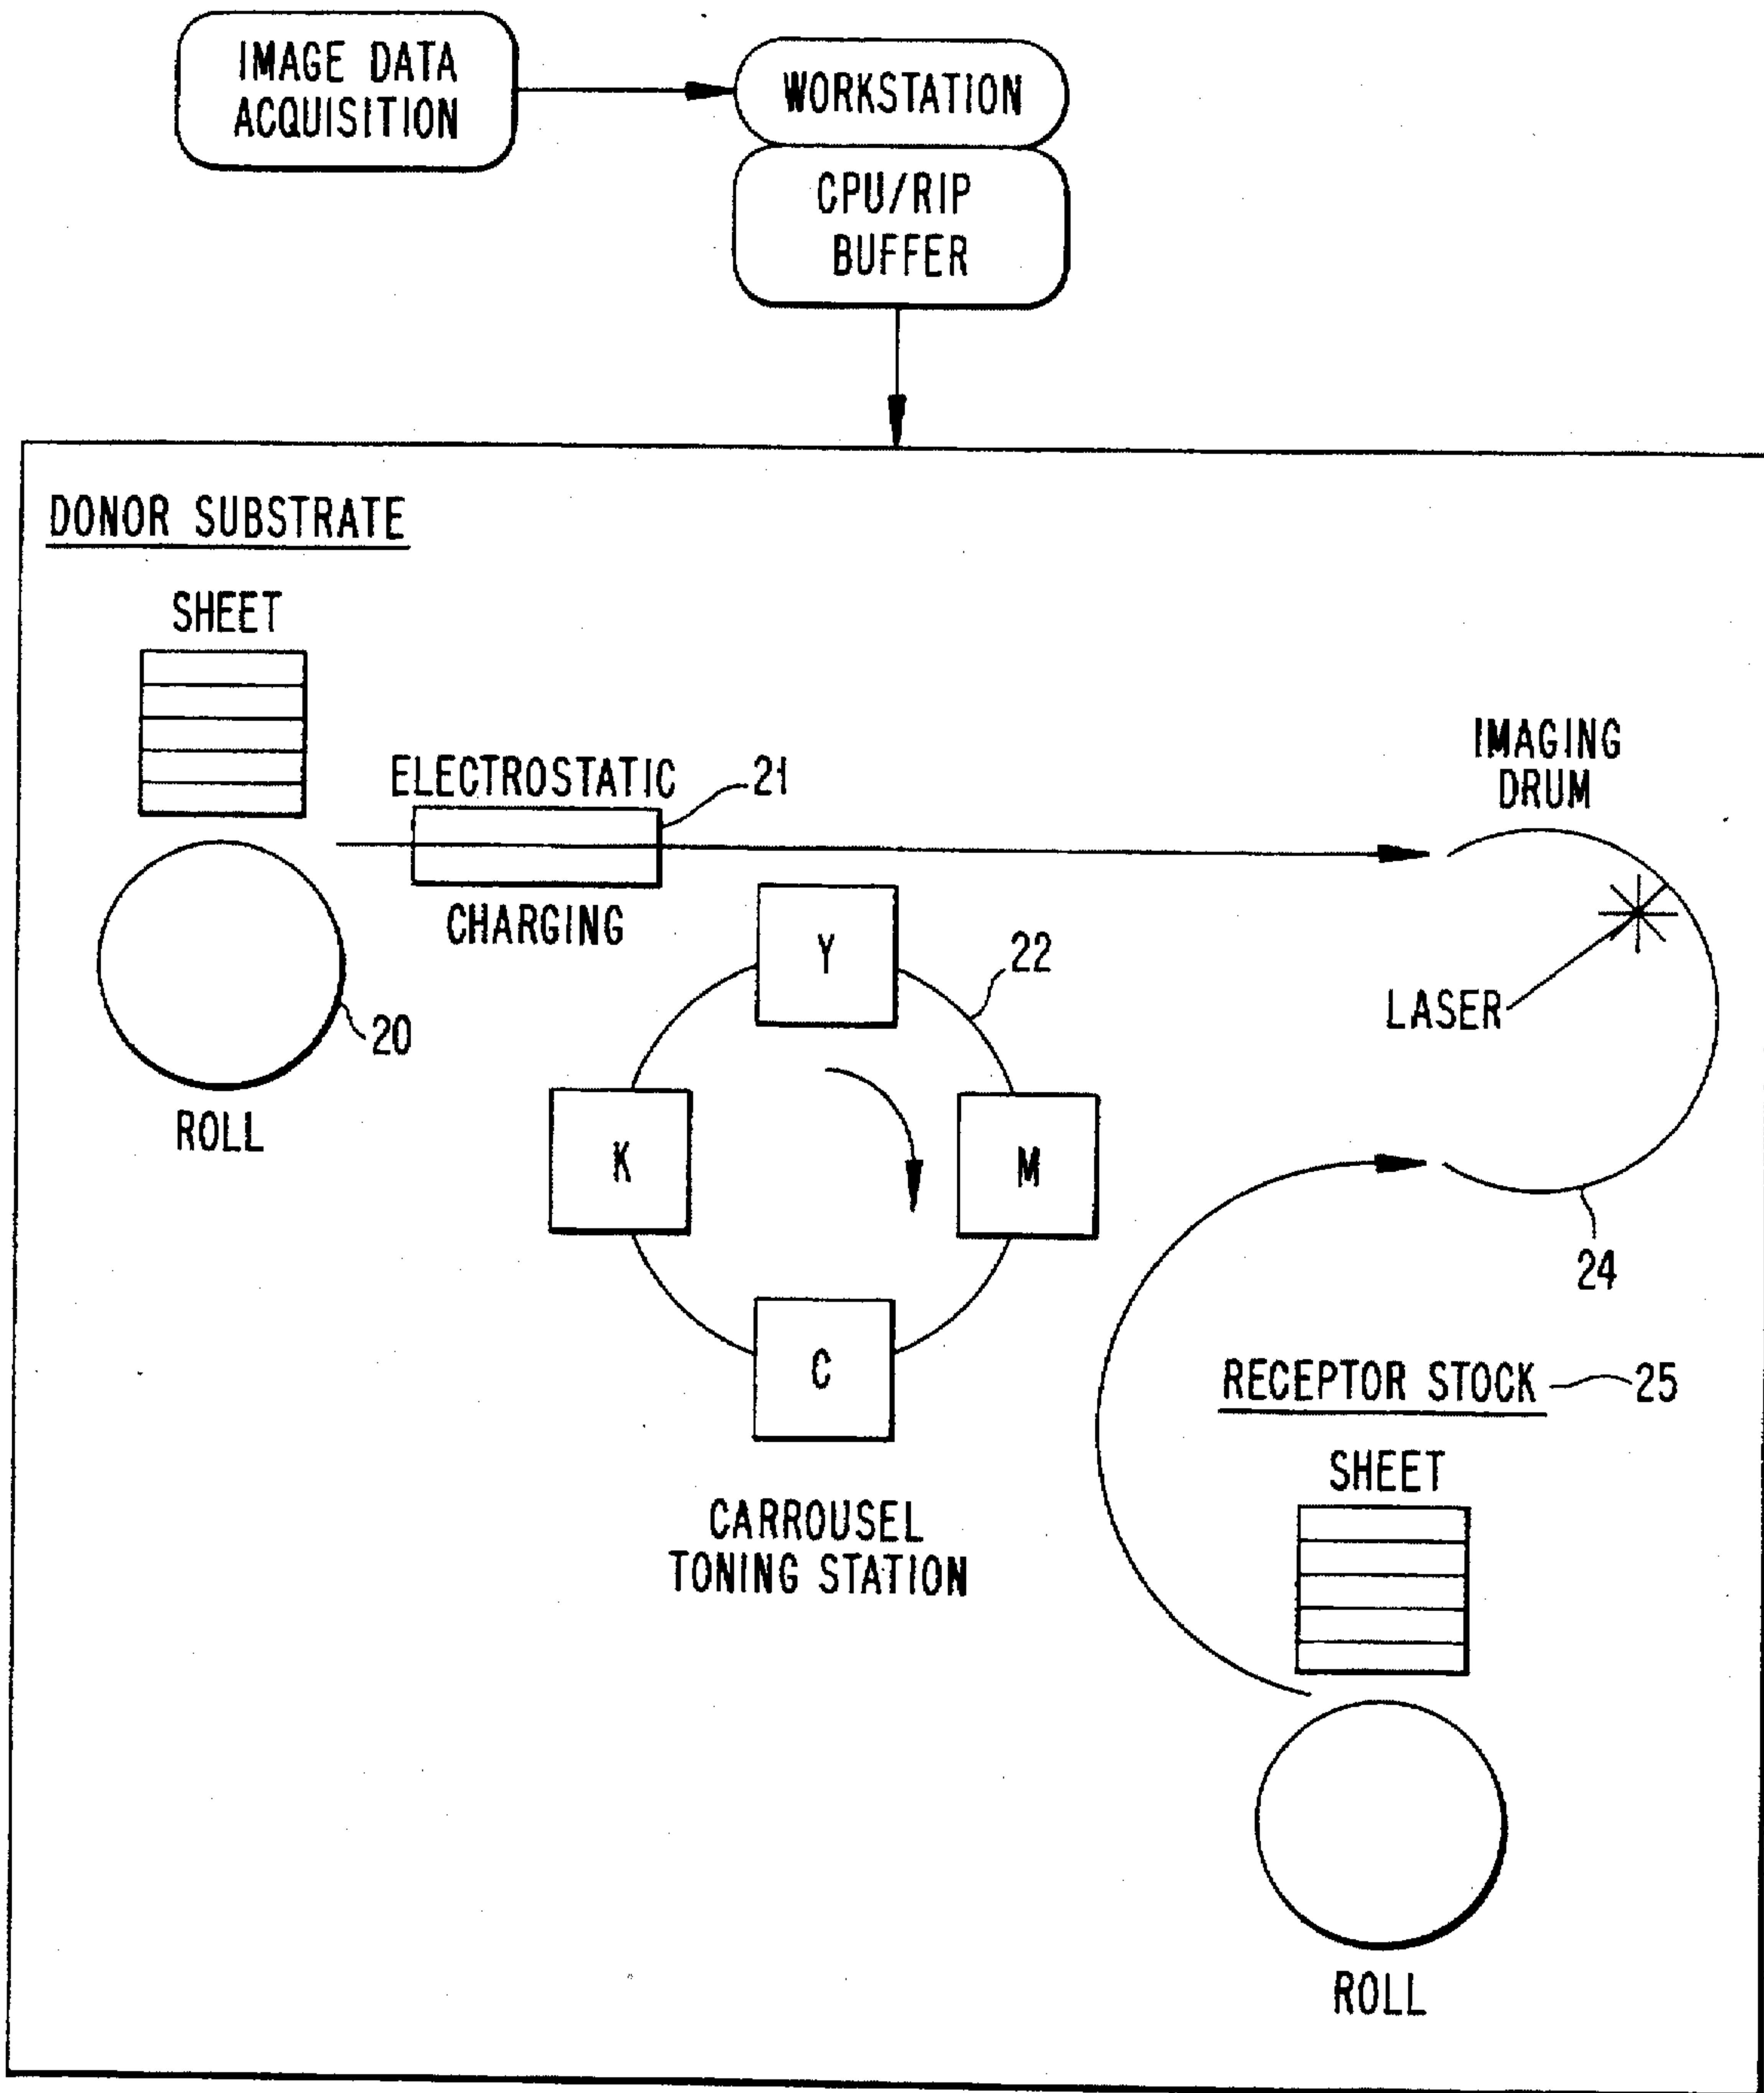 IMAGE DATA
ACQUISITION
WORKSTATION
CPU/RIP
BUFFER
DONOR SUBSTRATE
SHEET
ELECTROSTATIC
21
CHARGING
20
ROLL
Y
22
K
M
C
CARROUSEL
TONING STATION
IMAGING
DRUM
LASER
24
RECEPTOR STOCK
25
SHEET
ROLL